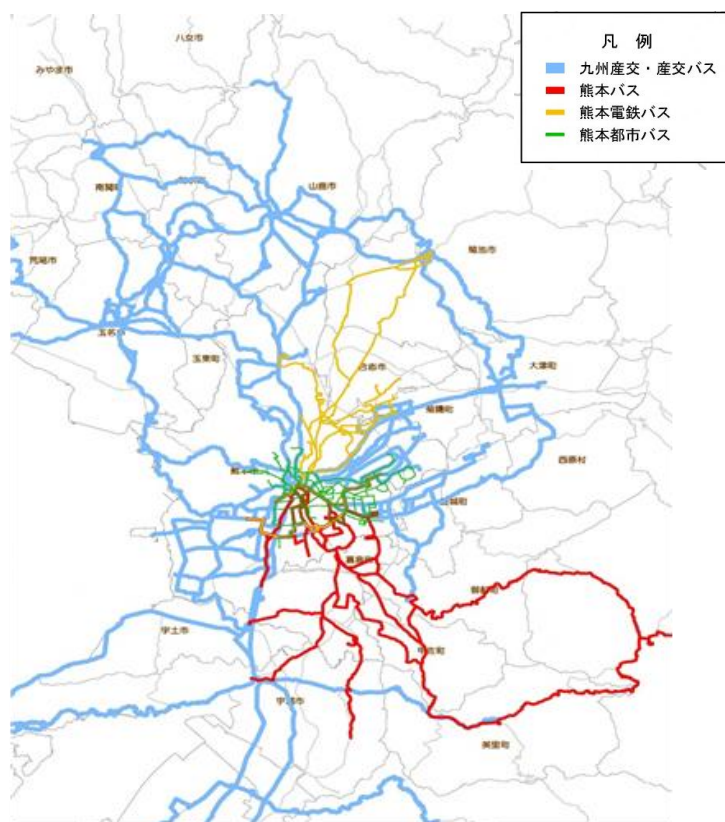 凡 例
九州産交・産交バス
熊本バス
熊本電鉄バス
熊本都市バス
八女市
みやま市
南関町
山鹿市
菊池市
荒尾市
玉名市
玉東町
合志市
大津町
菊陽町
西原村
益城町
嘉島町
御船町
宇土市
甲佐町
宇城市
美里町